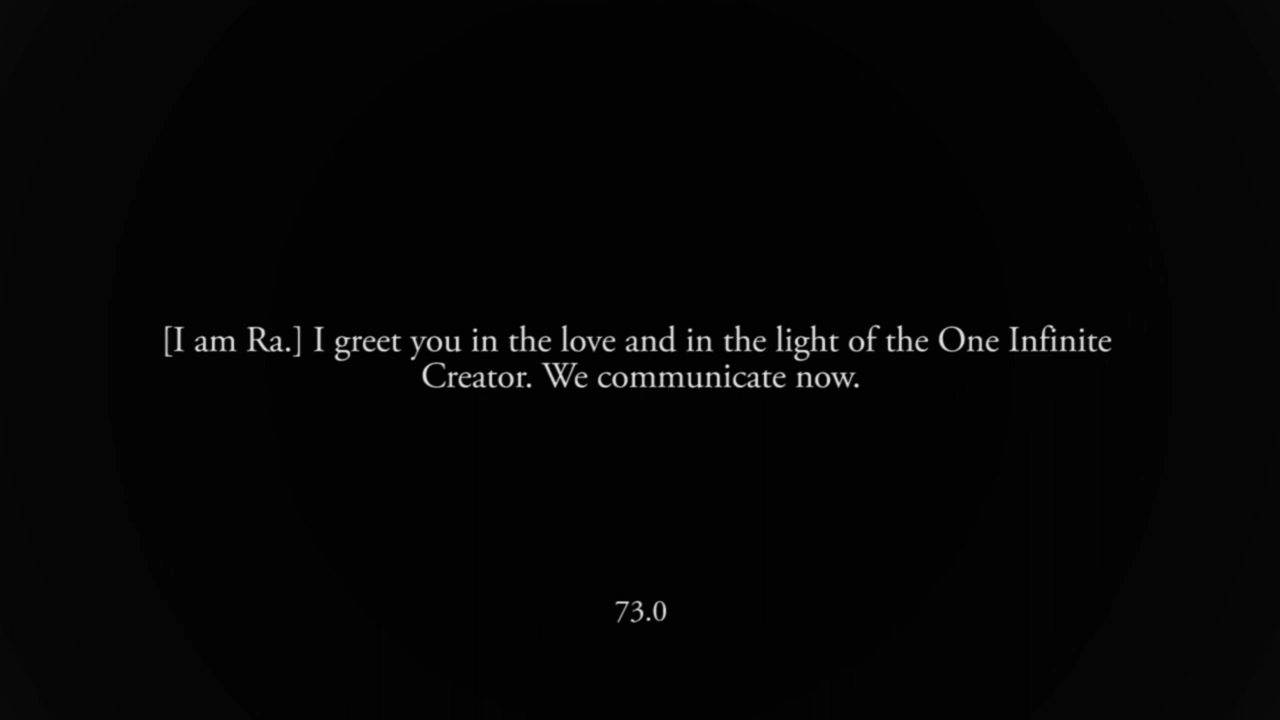 [I am Ra.] I greet you in the love and in the light of the One Infinite
Creator. We communicate now.
73.0